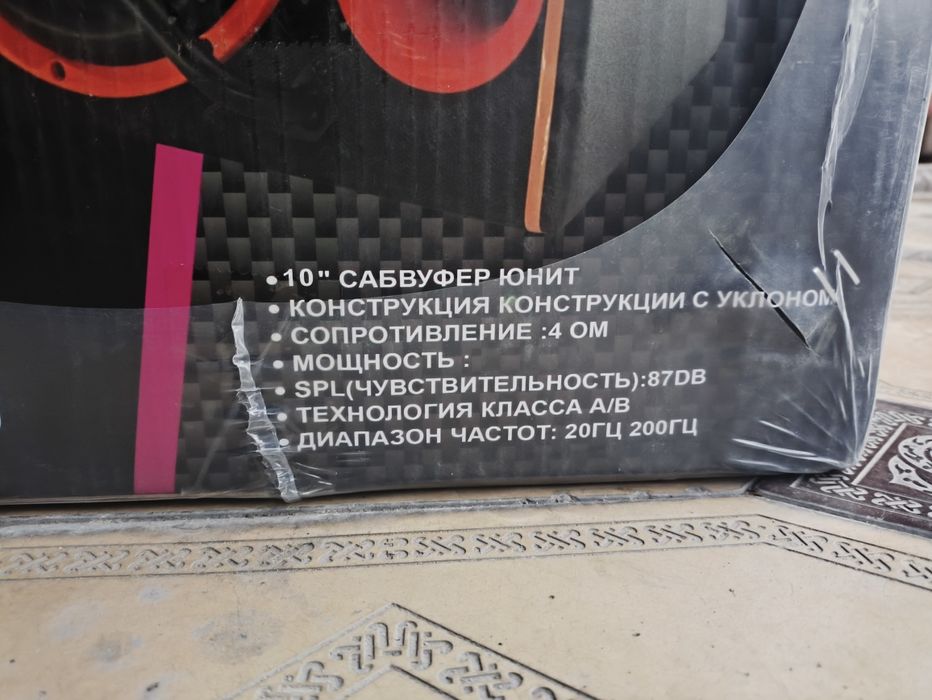 • 10" САБВУФЕР ЮНИТ
• КОНСТРУКЦИЯ КОНСТРУКЦИИ С УКЛОНОМ
• СОПРОТИВЛЕНИЕ :4 ОМ
• МОЩНОСТЬ :
• SPL(ЧУВСТВИТЕЛЬНОСТЬ):87DB
• ТЕХНОЛОГИЯ КЛАССА A/B
• ДИАПАЗОН ЧАСТОТ: 20ГЦ 200ГЦ